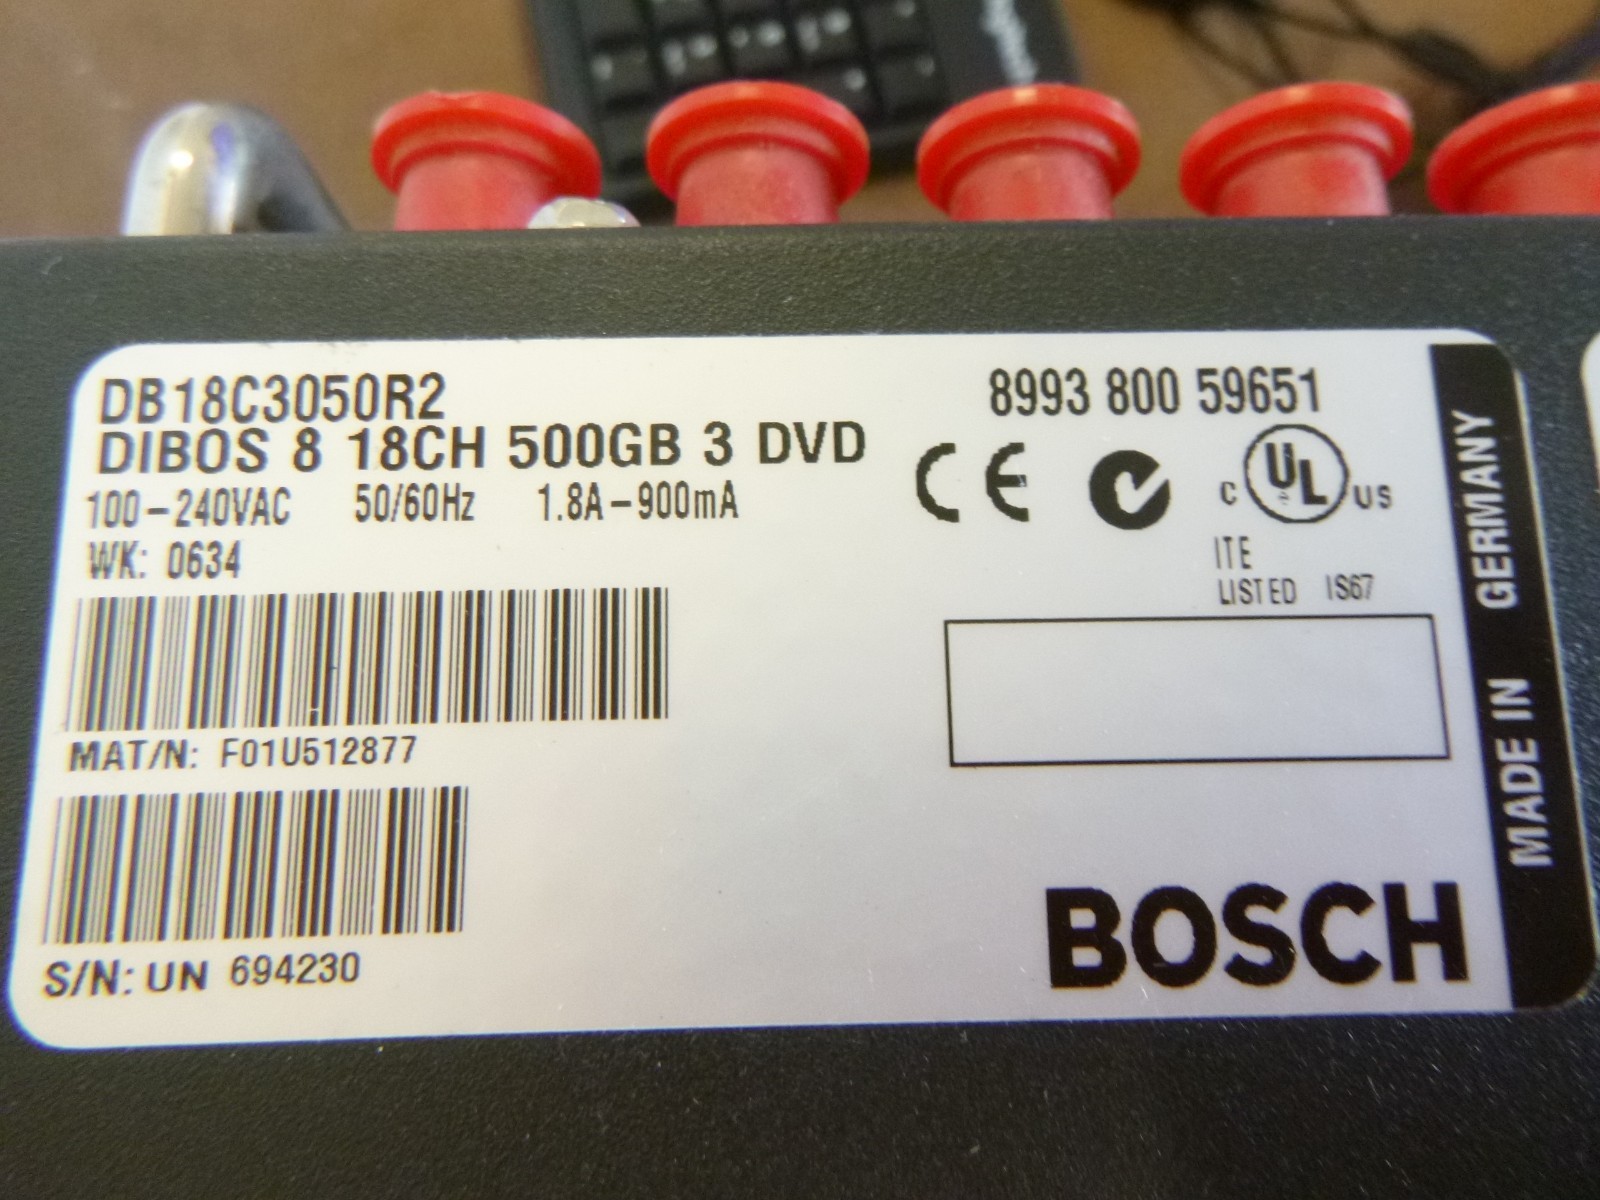 DB18C3050R2
DIBOS 8 18CH 500GB 3 DVD
100-240VAC 50/60Hz 1.8A-900mA
WK: 0634
MAT/N: F01U512877
S/N: UN 694230
8993 800 59651
CE
C UL US
ITE
LISTED IS67
BOSCH
MADE IN GERMANY